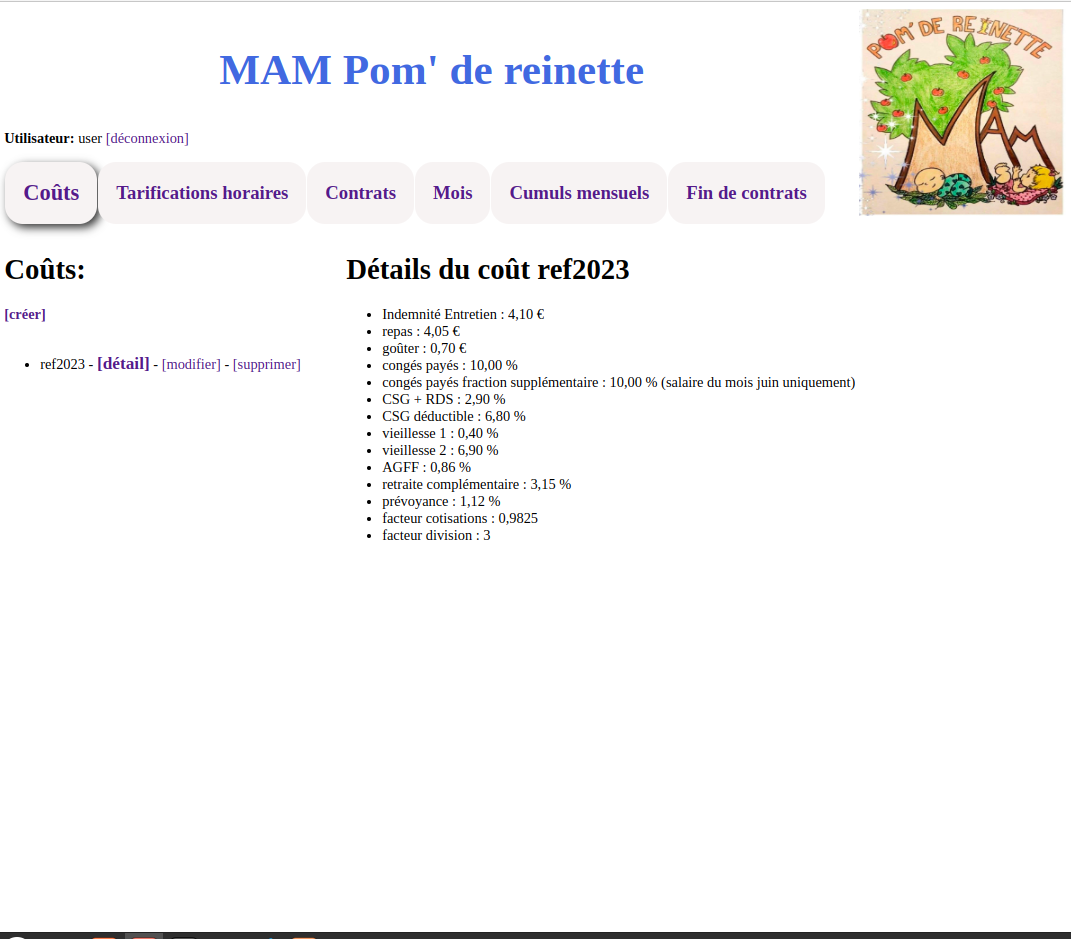 MAM Pom' de reinette
POM' DE REINETTE
MAM
Utilisateur: user [déconnexion]
Coûts Tarifications horaires Contrats Mois Cumuls mensuels Fin de contrats
Coûts:
[créer]
ref2023 - [détail] - [modifier] - [supprimer]
Détails du coût ref2023
Indemnité Entretien : 4,10 €
repas : 4,05 €
goûter : 0,70 €
congés payés : 10,00 %
congés payés fraction supplémentaire : 10,00 % (salaire du mois juin uniquement)
CSG + RDS : 2,90 %
CSG déductible : 6,80 %
vieillesse 1 : 0,40 %
vieillesse 2 : 6,90 %
AGFF : 0,86 %
retraite complémentaire : 3,15 %
prévoyance : 1,12 %
facteur cotisations : 0,9825
facteur division : 3